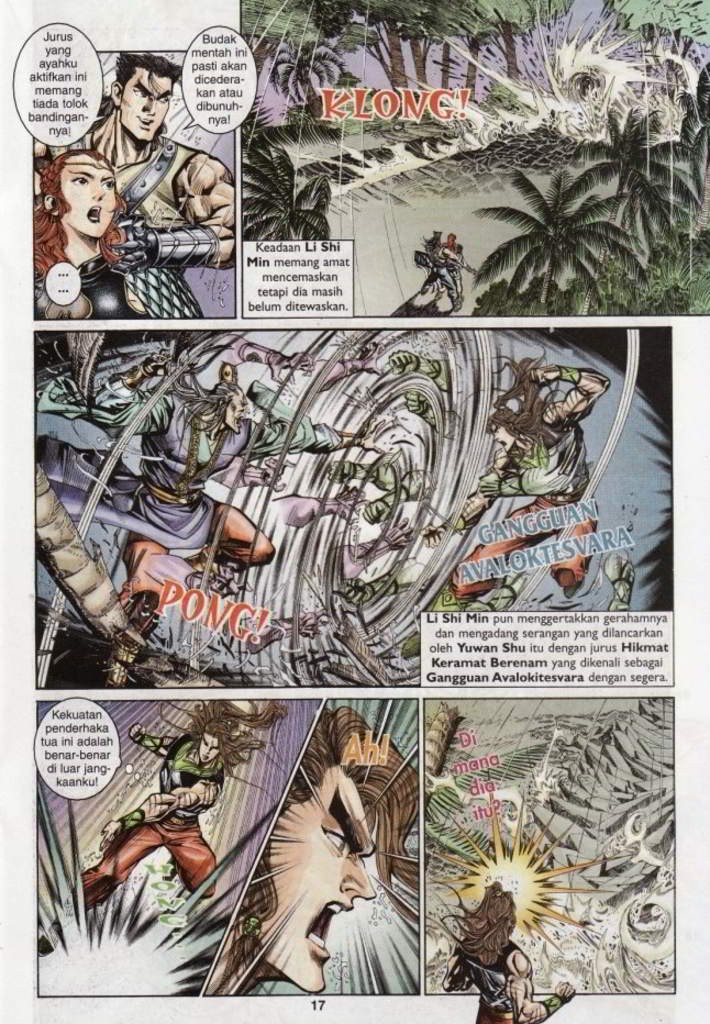 Jurus
yang
ayahku
aktifkan ini
memang
tiada tolok
bandingan-
nya!
Budak
mentah ini
pasti akan
dicedera-
kan atau
dibunuh-
nya!
...
...
KLONG!
Keadaan Li Shi
Min memang amat
mencemaskan
tetapi dia masih
belum ditewaskan.
PONG!
GANGGUAN
AVALOKTESVARA
Li Shi Min pun menggertakkan gerahamnya
dan mengadang serangan yang dilancarkan
oleh Yuwan Shu itu dengan jurus Hikmat
Keramat Berenam yang dikenali sebagai
Gangguan Avalokitesvara dengan segera.
Kekuatan
penderhaka
tua ini adalah
benar-benar
di luar jang-
kaanku!
HONG
Ah!
Di
mana
dia
itu?
17